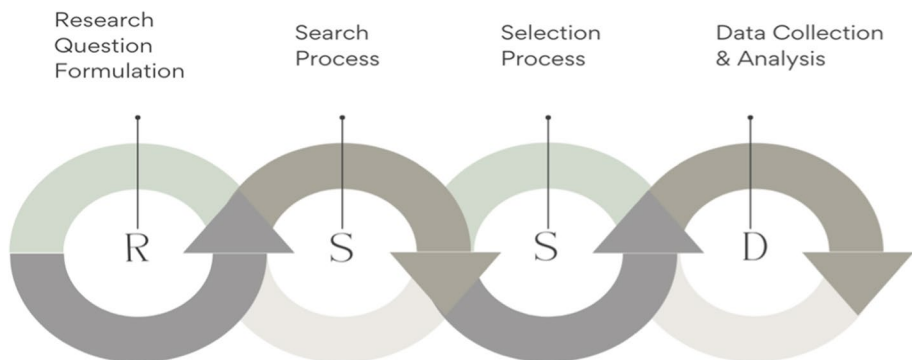 Research
Question
Formulation
Search
Process
Selection
Process
Data Collection
& Analysis
R
S
S
D